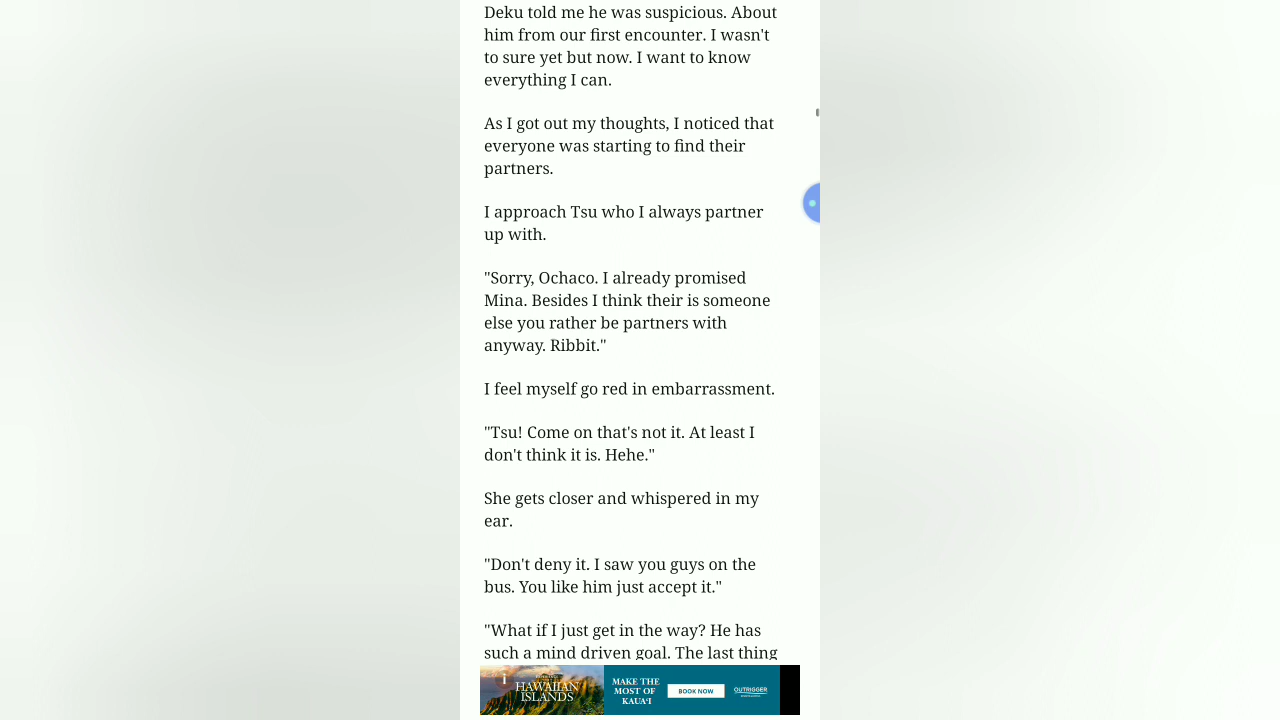 Deku told me he was suspicious. About
him from our first encounter. I wasn't
to sure yet but now. I want to know
everything I can.
As I got out my thoughts, I noticed that
everyone was starting to find their
partners.
I approach Tsu who I always partner
up with.
"Sorry, Ochaco. I already promised
Mina. Besides I think their is someone
else you rather be partners with
anyway. Ribbit."
I feel myself go red in embarrassment.
"Tsu! Come on that's not it. At least I
don't think it is. Hehe."
She gets closer and whispered in my
ear.
"Don't deny it. I saw you guys on the
bus. You like him just accept it."
"What if I just get in the way? He has
such a mind driven goal. The last thing
HAWAIIAN
ISLANDS
MAKE THE
MOST OF
KAUA'I
BOOK NOW
OUTRIGGER